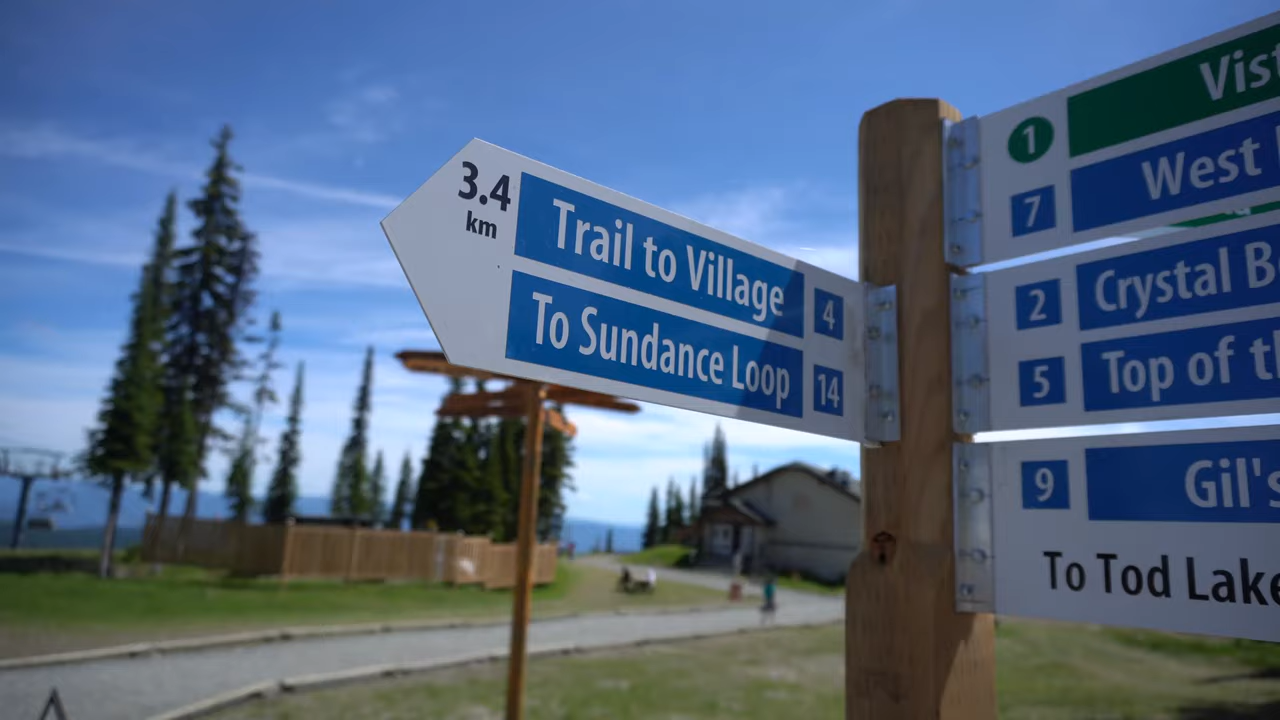 3.4
km
Trail to Village 4
To Sundance Loop 14
1
7 West
2 Crystal
5 Top of
9 Gil's
To Tod Lake